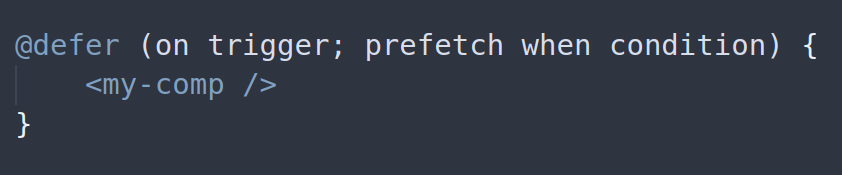 @defer (on trigger; prefetch when condition) {
    <my-comp />
}